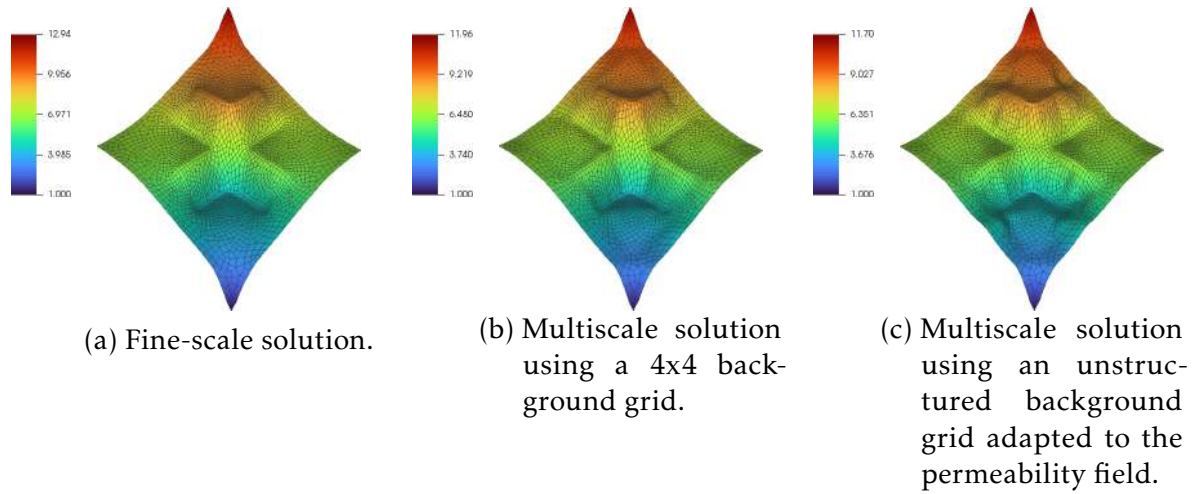 12.94
9.956
6.971
3.985
1.000
11.96
9.219
6.480
3.740
1.000
11.70
9.027
6.351
3.676
1.000
(a) Fine-scale solution.
(b) Multiscale solution
using a 4x4 back-
ground grid.
(c) Multiscale solution
using an unstruc-
tured background
grid adapted to the
permeability field.